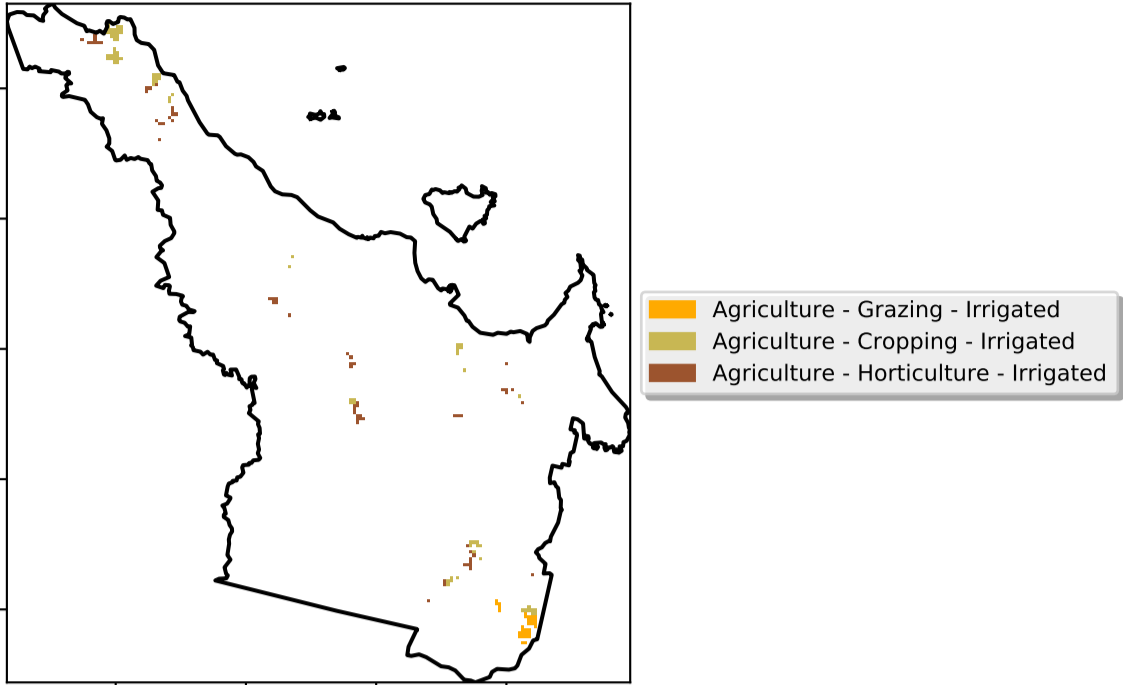 Agriculture - Grazing - Irrigated
Agriculture - Cropping - Irrigated
Agriculture - Horticulture - Irrigated